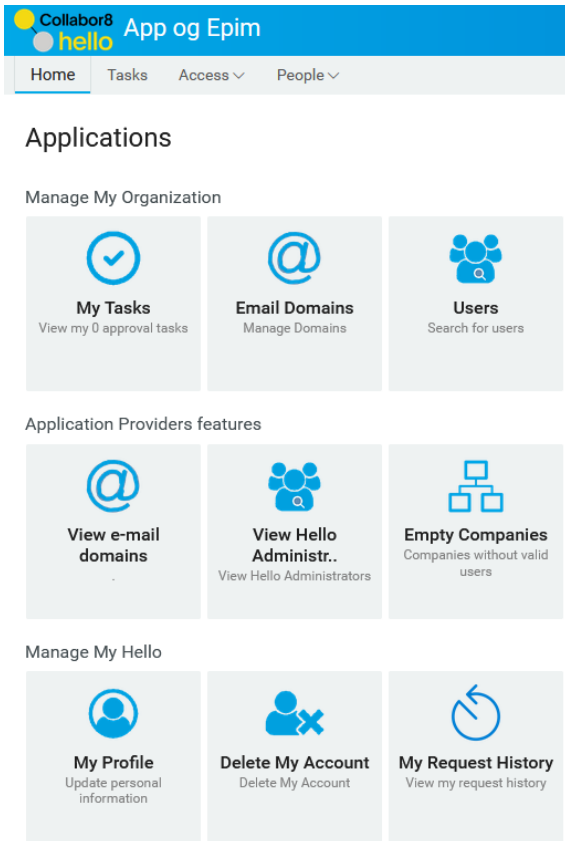 Collabor8
hello
App og Epim
Home Tasks Access People
Applications
Manage My Organization
My Tasks
View my 0 approval tasks
Email Domains
Manage Domains
Users
Search for users
Application Providers features
View e-mail
domains
.
View Hello
Administr..
View Hello Administrators
Empty Companies
Companies without valid
users
Manage My Hello
My Profile
Update personal
information
Delete My Account
Delete My Account
My Request History
View my request history